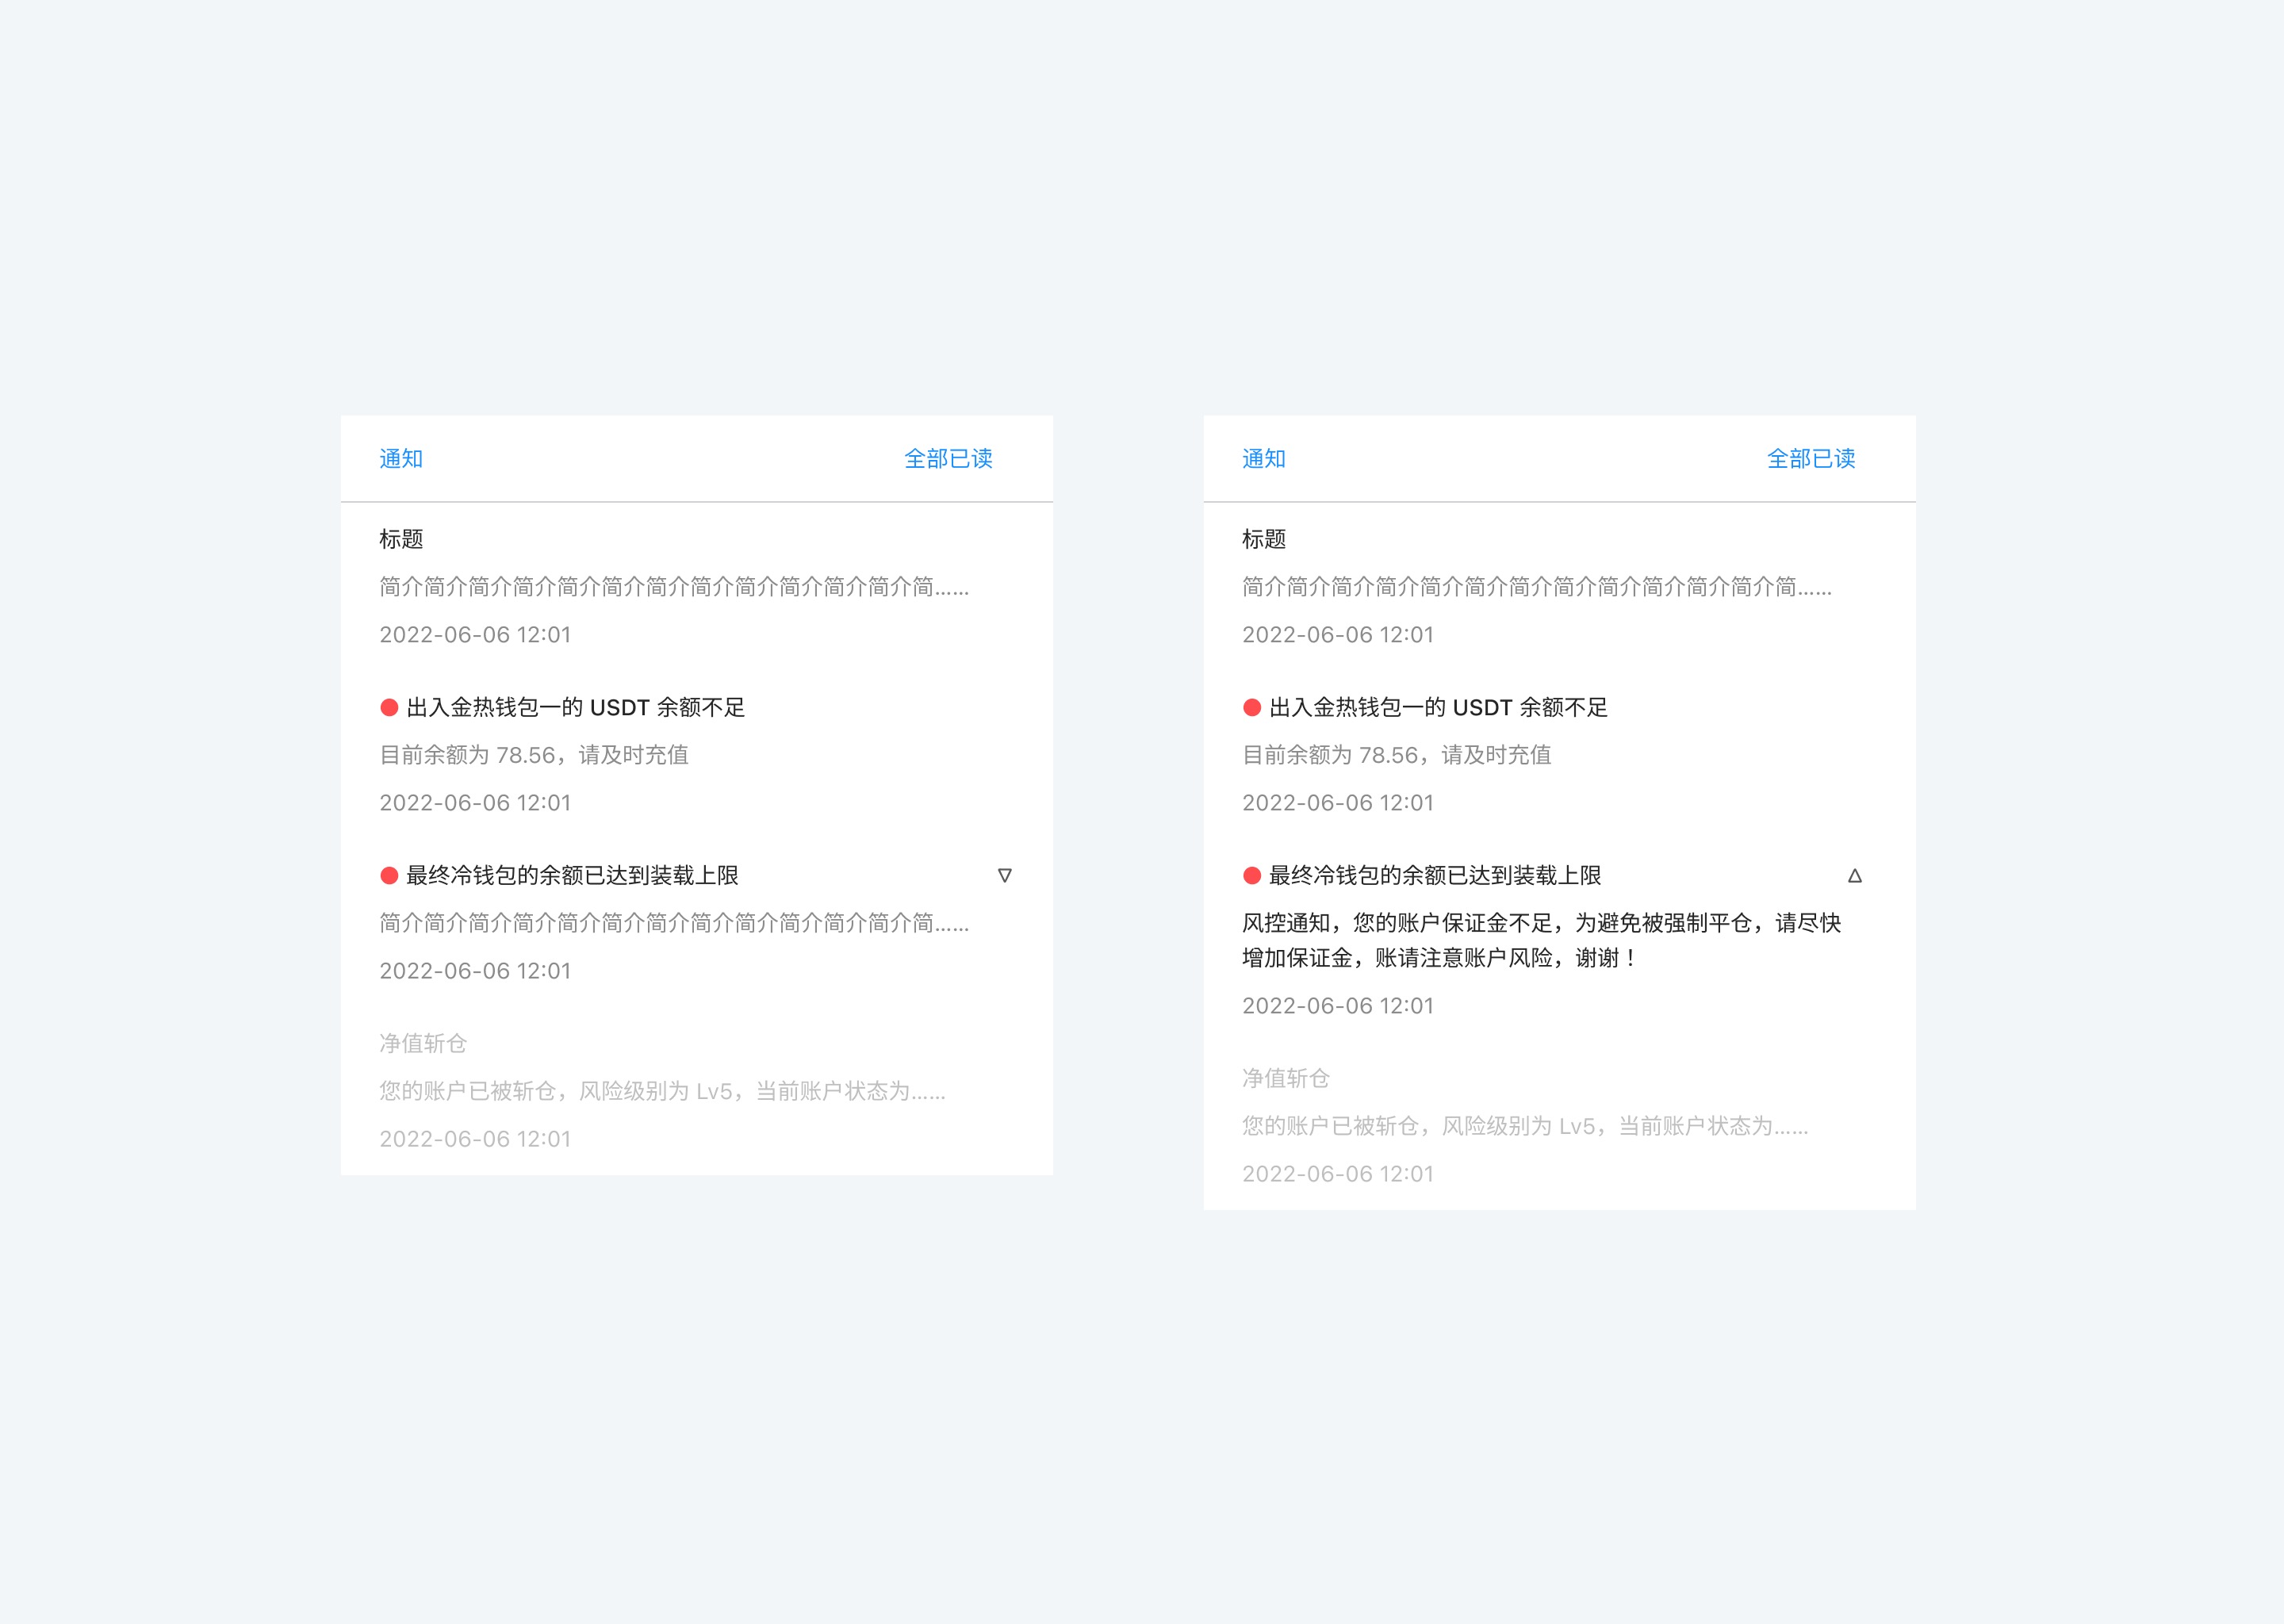 通知
全部已读
标题
简介简介简介简介简介简介简介简介简介简介简介简介简……
2022-06-06 12:01
出入金热钱包一的 USDT 余额不足
目前余额为 78.56，请及时充值
2022-06-06 12:01
最终冷钱包的余额已达到装载上限
简介简介简介简介简介简介简介简介简介简介简介简介简……
2022-06-06 12:01
净值斩仓
您的账户已被斩仓，风险级别为 Lv5，当前账户状态为……
2022-06-06 12:01
通知
全部已读
标题
简介简介简介简介简介简介简介简介简介简介简介简介简……
2022-06-06 12:01
出入金热钱包一的 USDT 余额不足
目前余额为 78.56，请及时充值
2022-06-06 12:01
最终冷钱包的余额已达到装载上限
风控通知，您的账户保证金不足，为避免被强制平仓，请尽快
增加保证金，账请注意账户风险，谢谢！
2022-06-06 12:01
净值斩仓
您的账户已被斩仓，风险级别为 Lv5，当前账户状态为……
2022-06-06 12:01